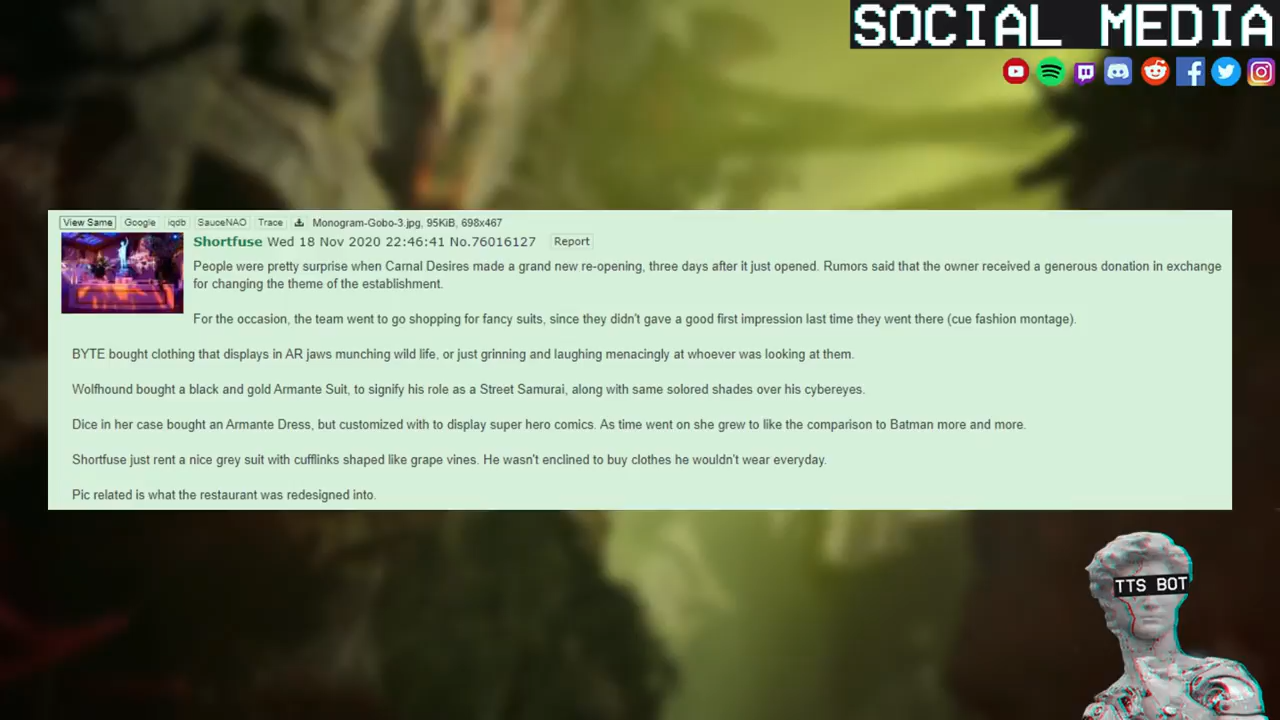 SOCIAL MEDIA
View Same Google iqdb SauceNAO Trace Monogram-Gobo-3.jpg, 95KiB, 698x467
Shortfuse Wed 18 Nov 2020 22:46:41 No.76016127 Report
People were pretty surprise when Carnal Desires made a grand new re-opening, three days after it just opened. Rumors said that the owner received a generous donation in exchange
for changing the theme of the establishment.
For the occasion, the team went to go shopping for fancy suits, since they didn't gave a good first impression last time they went there (cue fashion montage).
BYTE bought clothing that displays in AR jaws munching wild life, or just grinning and laughing menacingly at whoever was looking at them.
Wolfhound bought a black and gold Armante Suit, to signify his role as a Street Samurai, along with same solored shades over his cybereyes.
Dice in her case bought an Armante Dress, but customized with to display super hero comics. As time went on she grew to like the comparison to Batman more and more.
Shortfuse just rent a nice grey suit with cufflinks shaped like grape vines. He wasn't enclined to buy clothes he wouldn't wear everyday.
Pic related is what the restaurant was redesigned into.
TTS BOT